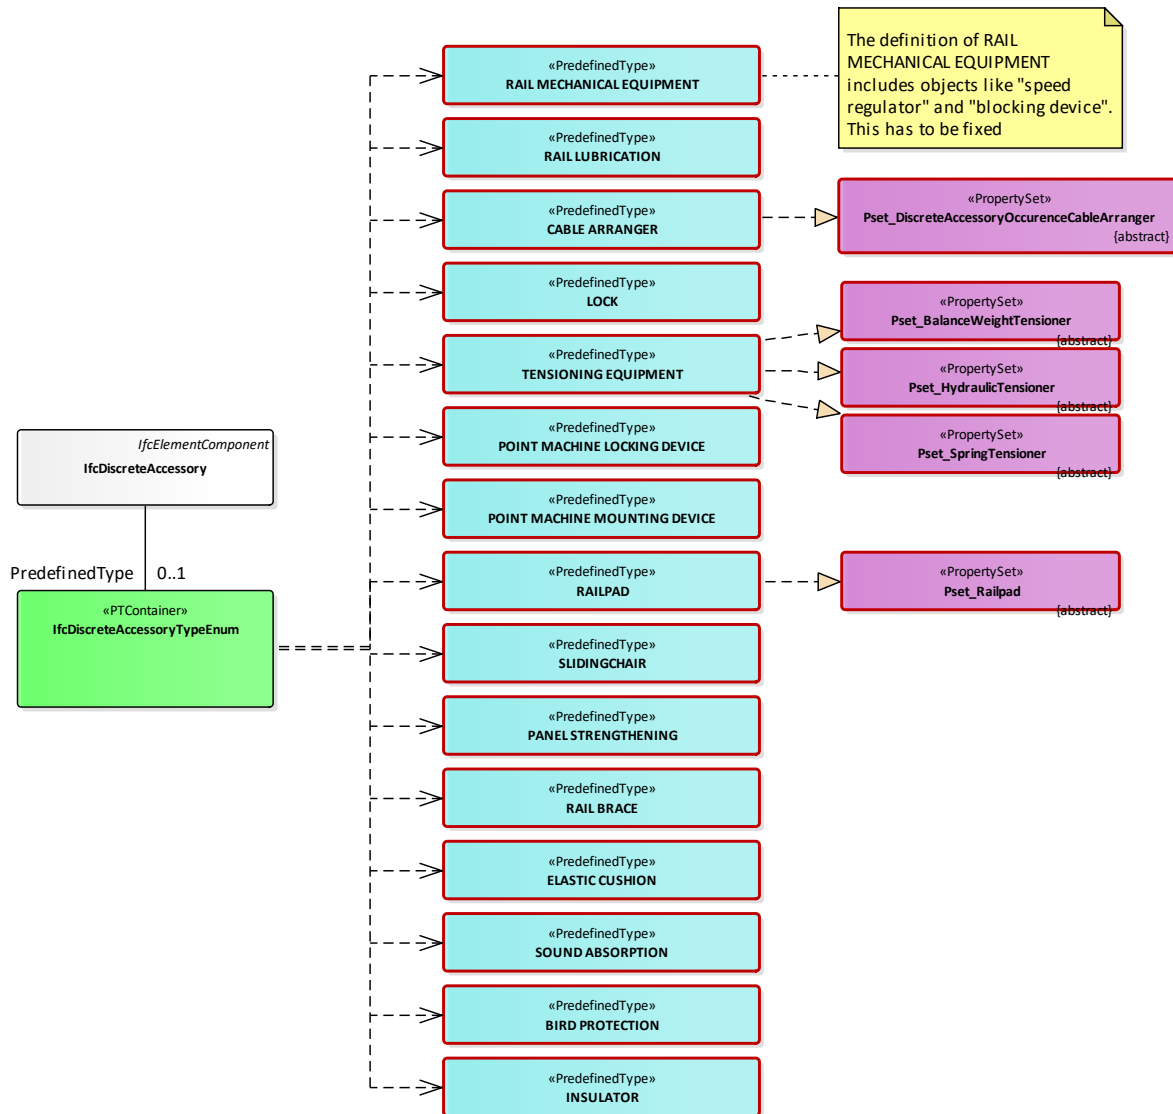 IfcElementComponent
IfcDiscreteAccessory
PredefinedType 0..1
«PTContainer»
IfcDiscreteAccessoryTypeEnum
«PredefinedType»
RAIL MECHANICAL EQUIPMENT
«PredefinedType»
RAIL LUBRICATION
«PredefinedType»
CABLE ARRANGER
«PredefinedType»
LOCK
«PredefinedType»
TENSIONING EQUIPMENT
«PredefinedType»
POINT MACHINE LOCKING DEVICE
«PredefinedType»
POINT MACHINE MOUNTING DEVICE
«PredefinedType»
RAILPAD
«PredefinedType»
SLIDINGCHAIR
«PredefinedType»
PANEL STRENGTHENING
«PredefinedType»
RAIL BRACE
«PredefinedType»
ELASTIC CUSHION
«PredefinedType»
SOUND ABSORPTION
«PredefinedType»
BIRD PROTECTION
«PredefinedType»
INSULATOR
The definition of RAIL
MECHANICAL EQUIPMENT
includes objects like "speed
regulator" and "blocking device".
This has to be fixed
«PropertySet»
Pset_DiscreteAccessoryOccurenceCableArranger
{abstract}
«PropertySet»
Pset_BalanceWeightTensioner
{abstract}
«PropertySet»
Pset_HydraulicTensioner
{abstract}
«PropertySet»
Pset_SpringTensioner
{abstract}
«PropertySet»
Pset_Railpad
{abstract}